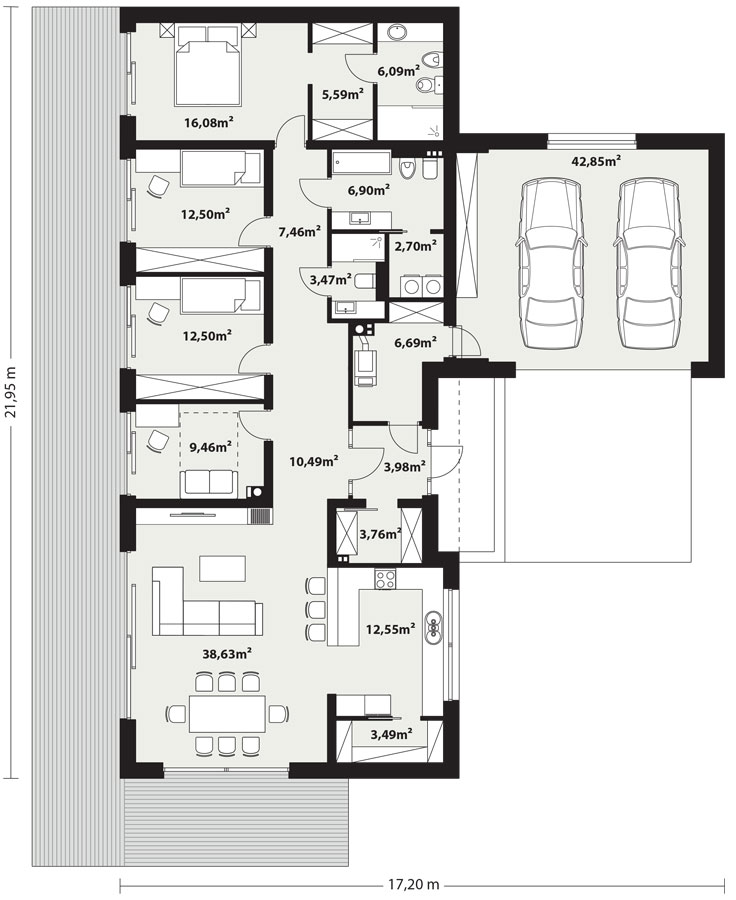 6,09m²
5,59m²
16,08m²
42,85m²
6,90m²
12,50m²
7,46m²
2,70m²
3,47m²
12,50m²
6,69m²
21,95 m
9,46m²
10,49m²
3,98m²
3,76m²
12,55m²
38,63m²
3,49m²
17,20 m